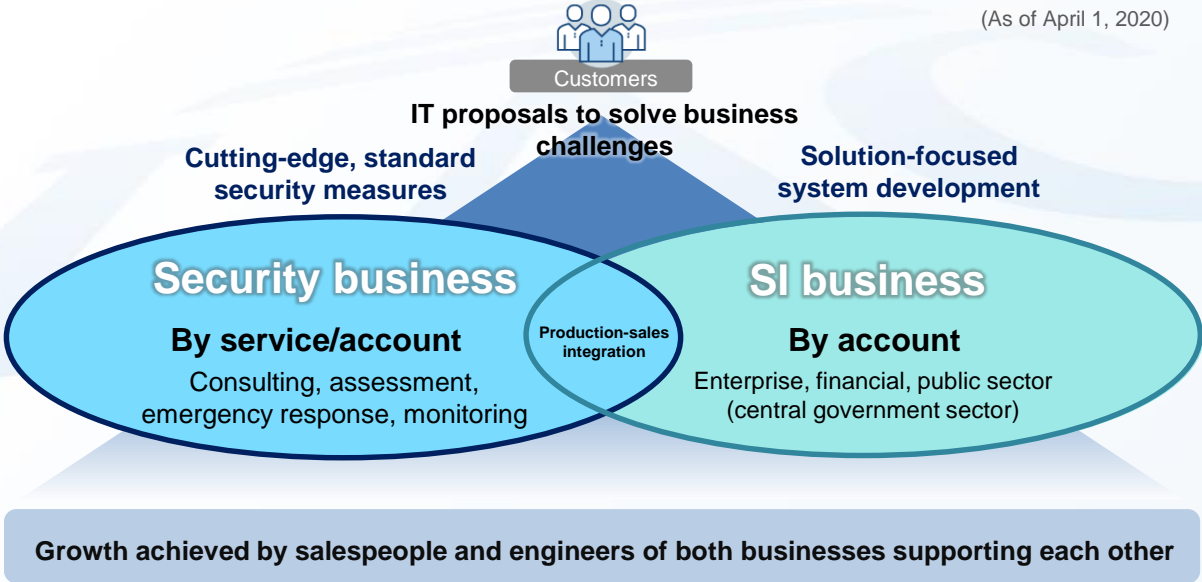 (As of April 1, 2020)
Customers
IT proposals to solve business
challenges
Cutting-edge, standard
security measures
Solution-focused
system development
Security business
By service/account
Consulting, assessment,
emergency response, monitoring
Production-sales
integration
SI business
By account
Enterprise, financial, public sector
(central government sector)
Growth achieved by salespeople and engineers of both businesses supporting each other